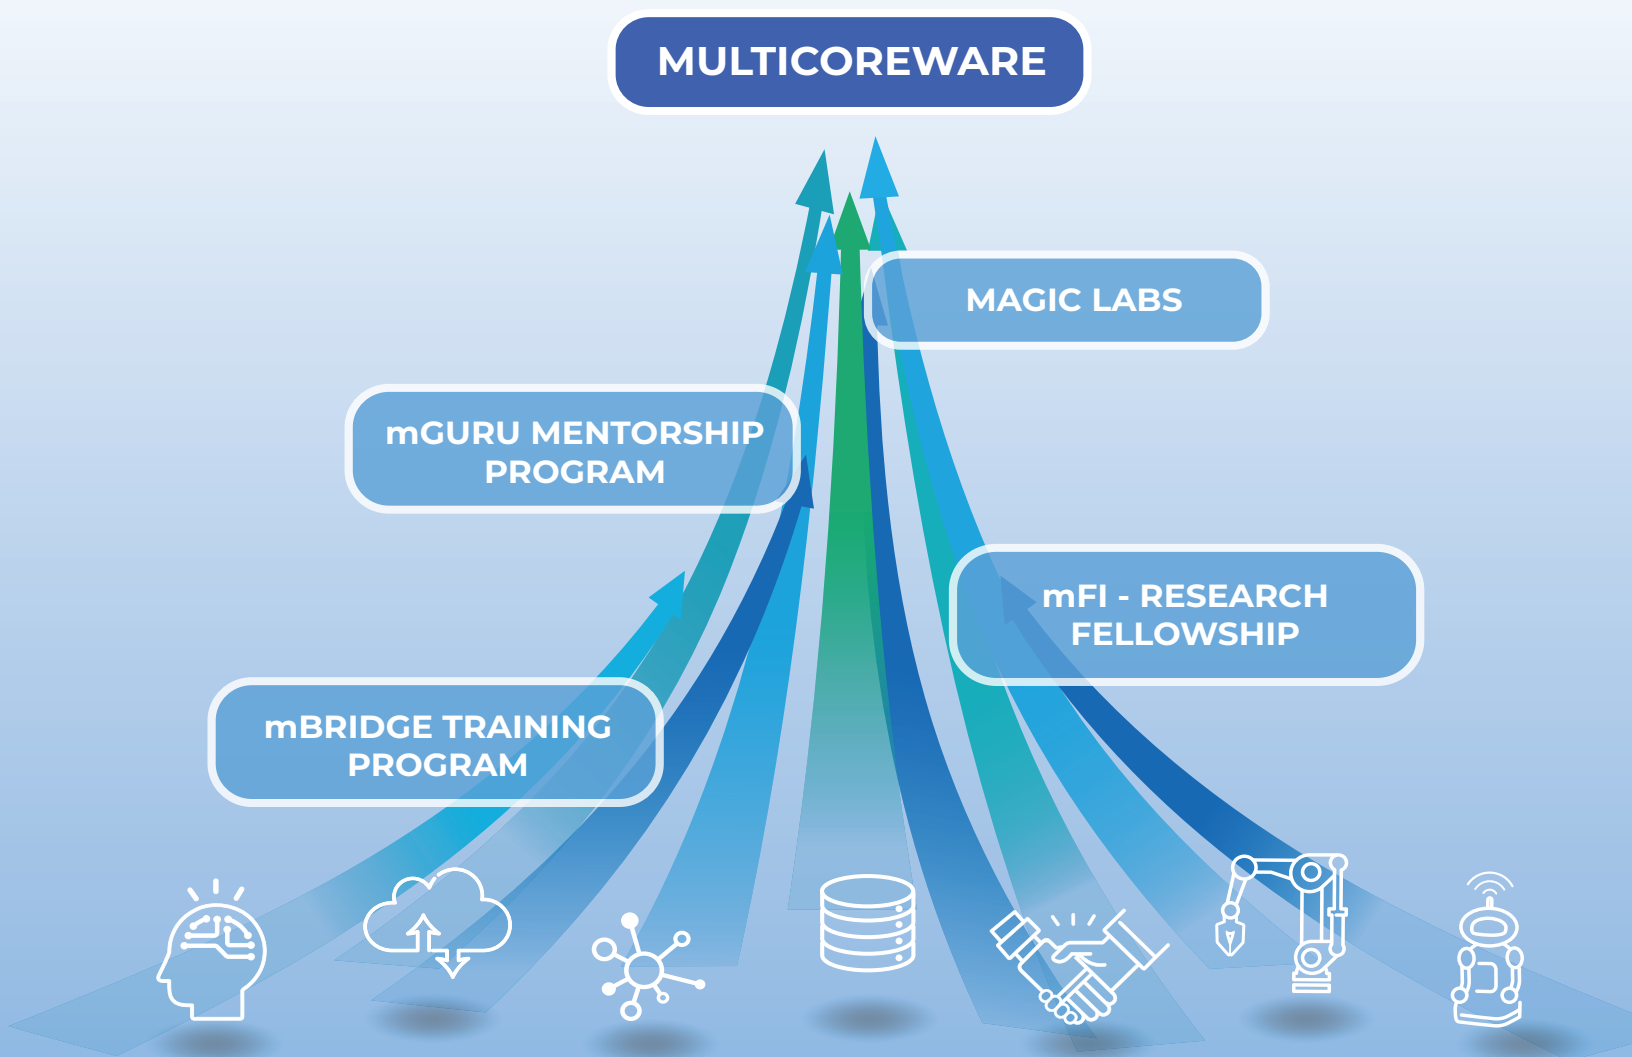 MULTICOREWARE
MAGIC LABS
mGURU MENTORSHIP
PROGRAM
mFI - RESEARCH
FELLOWSHIP
mBRIDGE TRAINING
PROGRAM